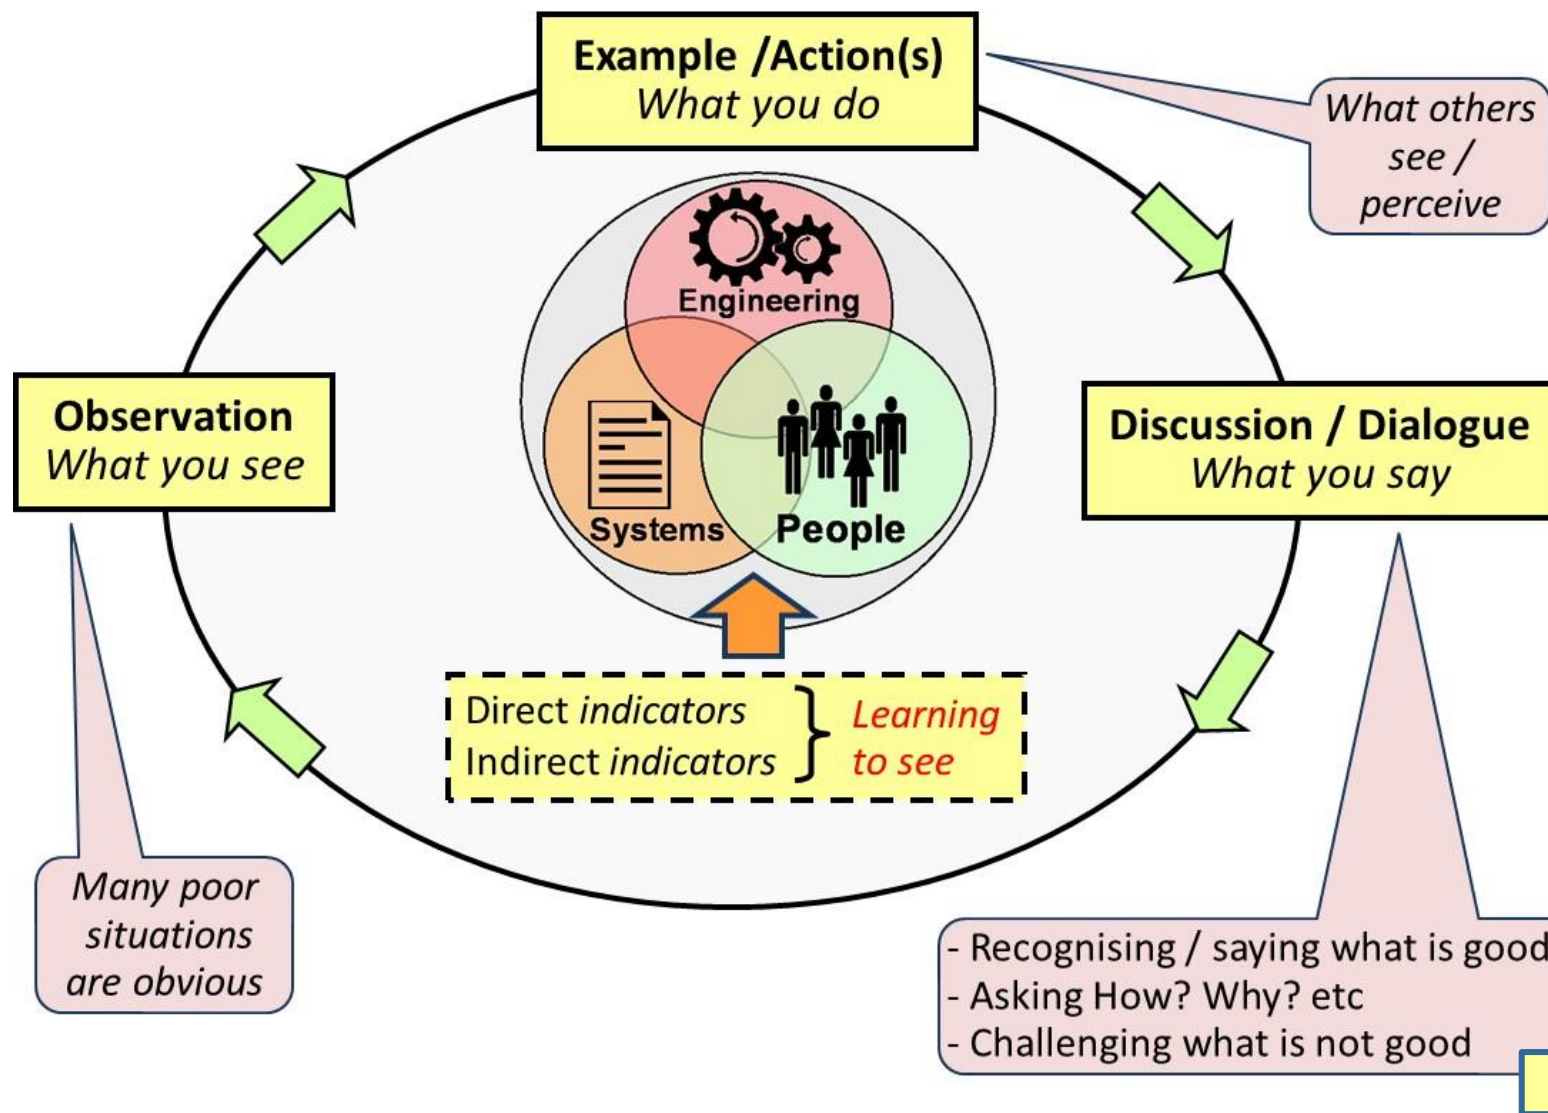 Example /Action(s)
What you do
What others
see /
perceive
Engineering
Observation
What you see
Discussion / Dialogue
What you say
Systems
People
Direct indicators
Indirect indicators
Learning
to see
Many poor
situations
are obvious
- Recognising / saying what is good
- Asking How? Why? etc
- Challenging what is not good